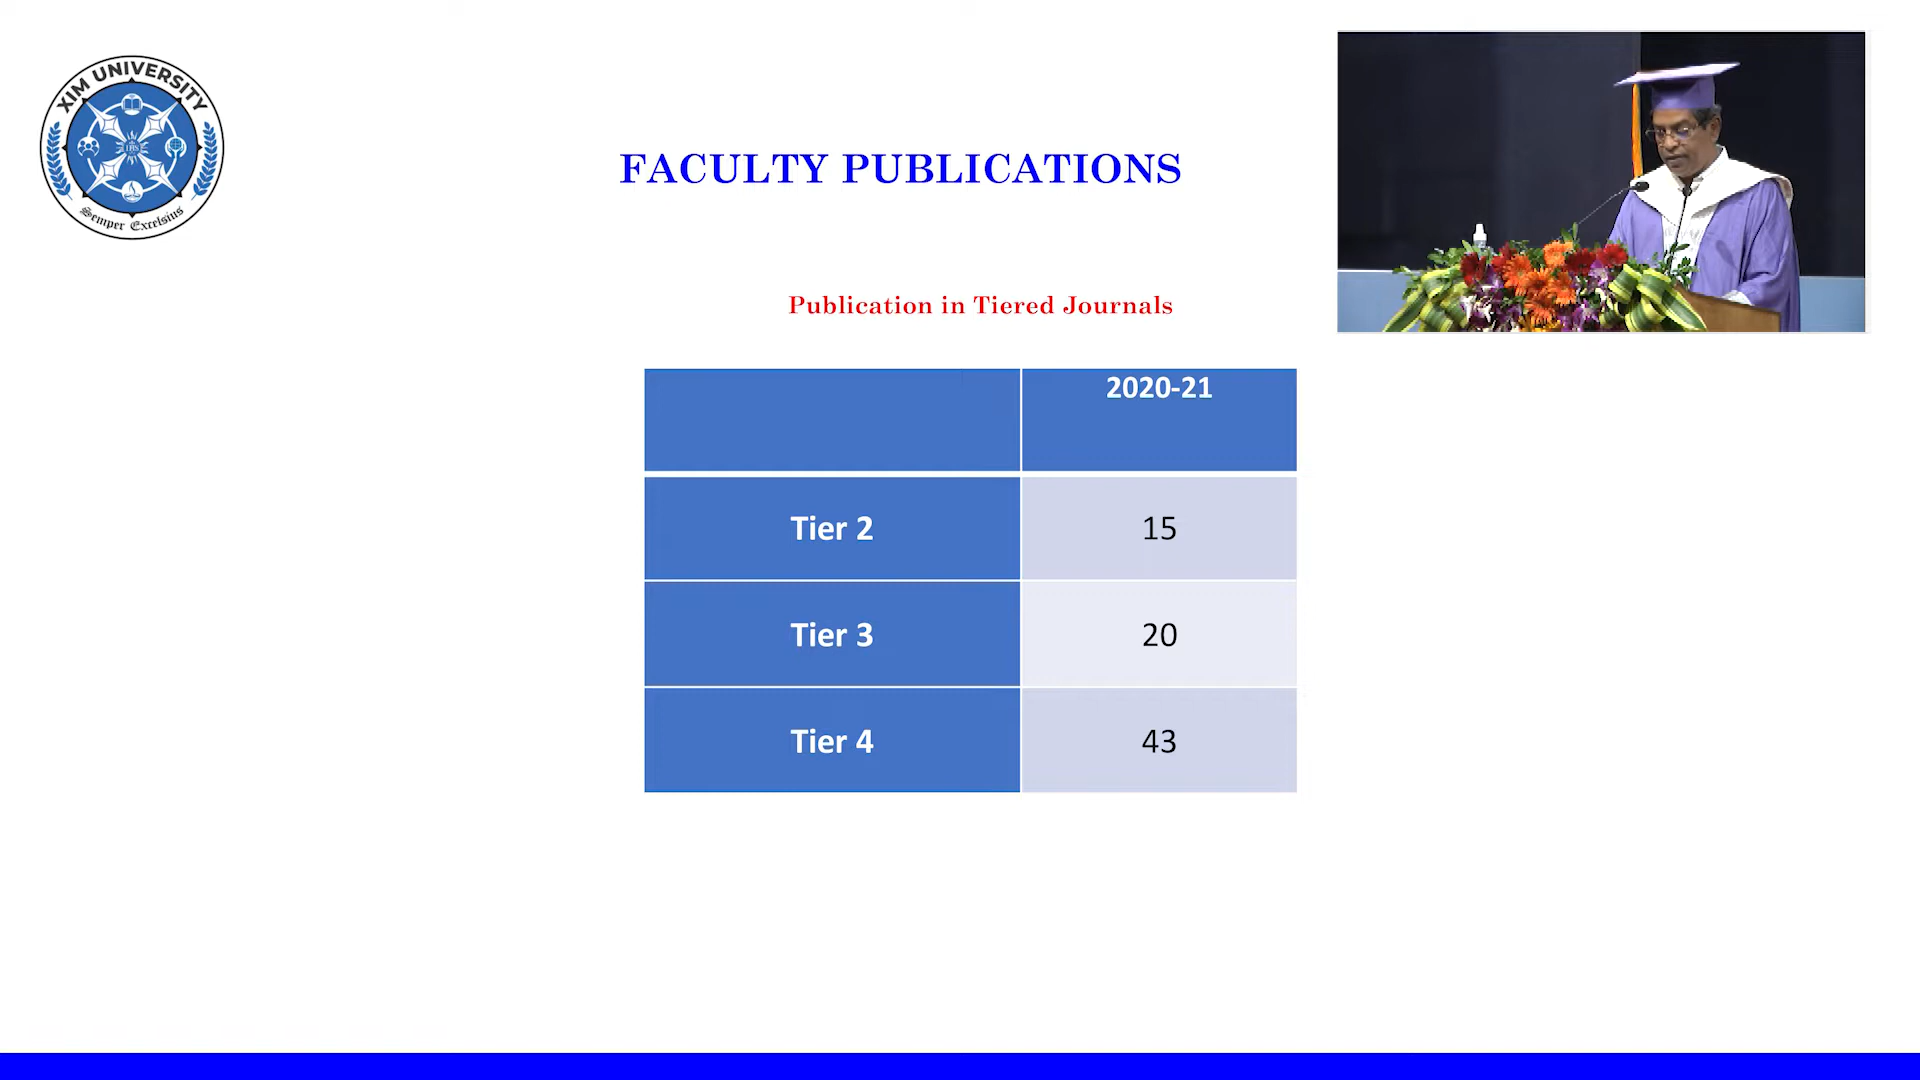 XIM UNIVERSITY
IHS
Semper Excelsius
FACULTY PUBLICATIONS
Publication in Tiered Journals
2020-21
Tier 2 15
Tier 3 20
Tier 4 43